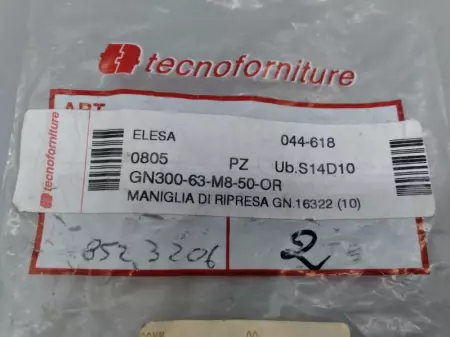 tecnoforniture
ART
tecnoforniture
ELESA 044-618
0805 PZ Ub.S14D10
GN300-63-M8-50-OR
MANIGLIA DI RIPRESA GN.16322 (10)
8523206 2